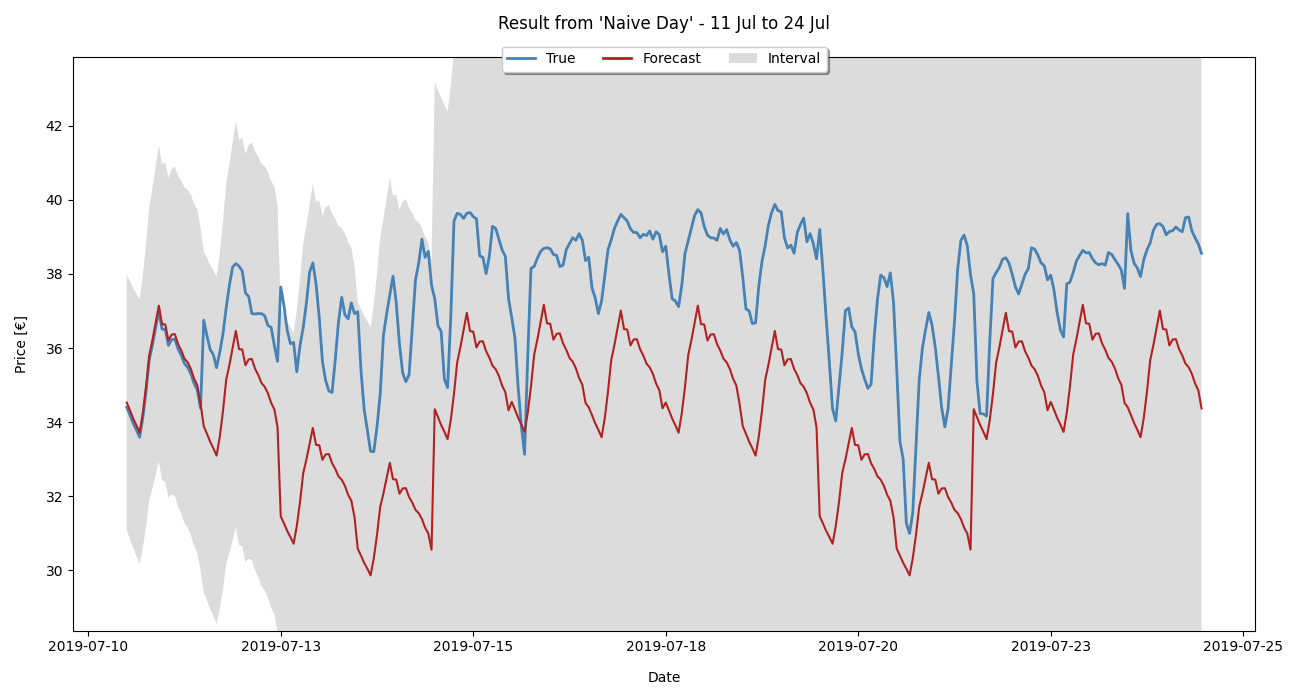 Result from 'Naive Day' - 11 Jul to 24 Jul
True Forecast Interval
Price [€]
42
40
38
36
34
32
30
2019-07-10 2019-07-13 2019-07-15 2019-07-18 2019-07-20 2019-07-23 2019-07-25
Date